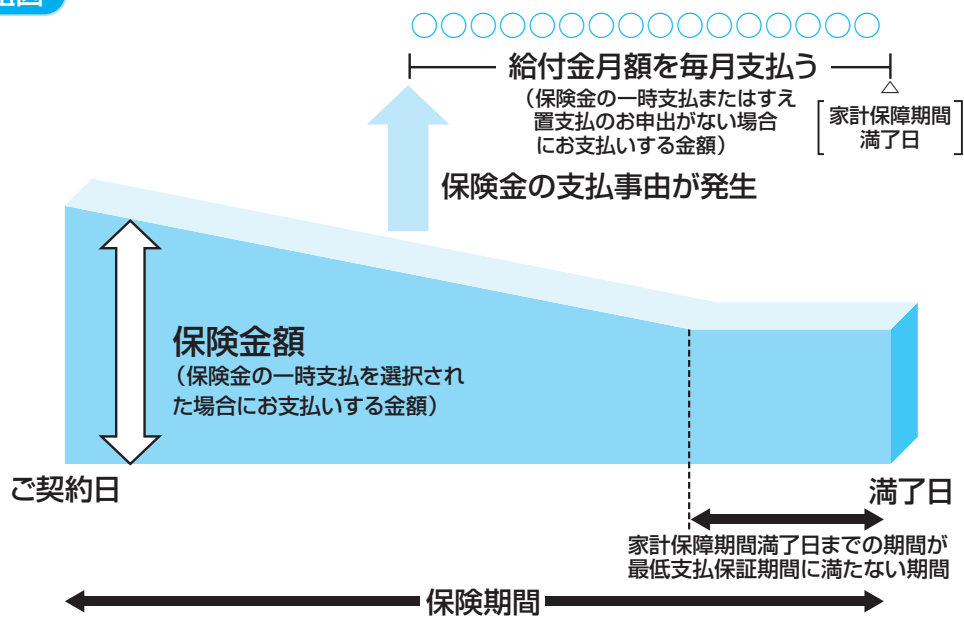 給付金月額を毎月支払う
（保険金の一時支払またはすえ
置支払のお申出がない場合
にお支払いする金額）
家計保障期間
満了日
保険金の支払事由が発生
保険金額
（保険金の一時支払を選択され
た場合にお支払いする金額）
ご契約日
満了日
家計保障期間満了日までの期間が
最低支払保証期間に満たない期間
保険期間